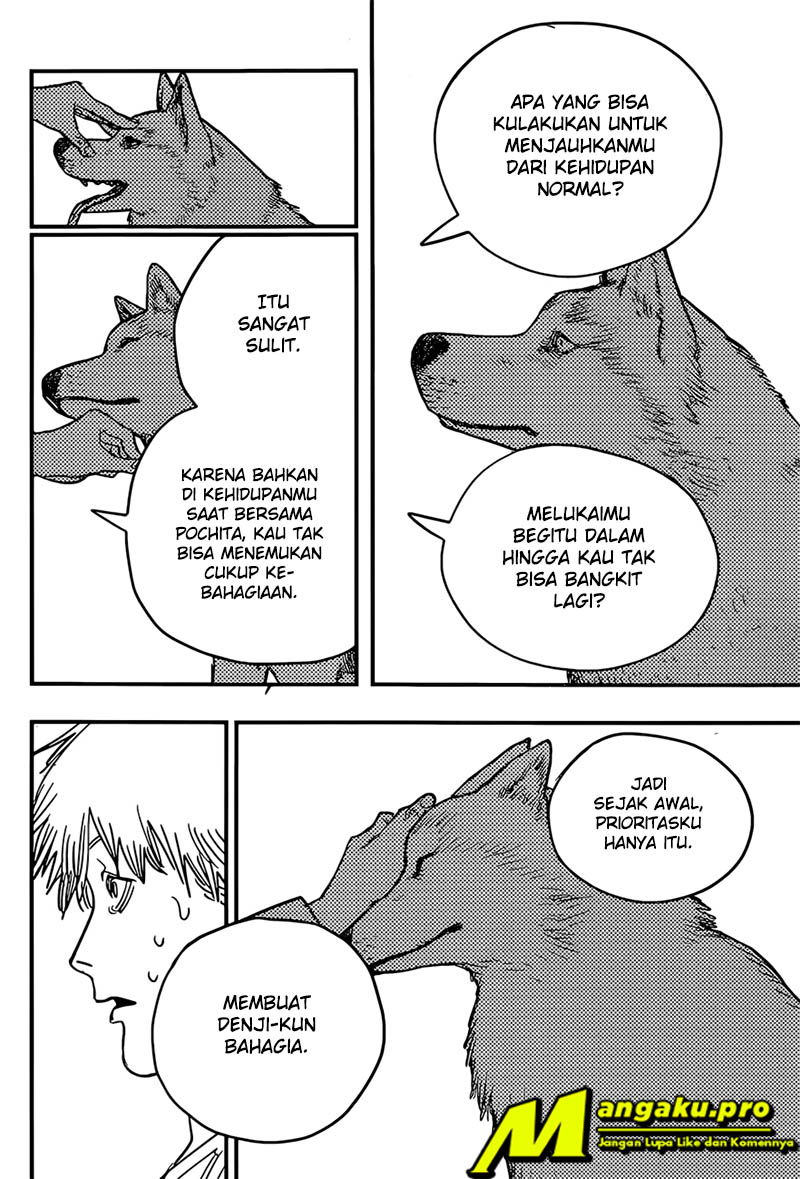 APA YANG BISA
KULAKUKAN UNTUK
MENJAUHKANMU
DARI KEHIDUPAN
NORMAL?
MELUKAIMU
BEGITU DALAM
HINGGA KAU TAK
BISA BANGKIT
LAGI?
ITU
SANGAT
SULIT.
KARENA BAHKAN
DI KEHIDUPANMU
SAAT BERSAMA
POCHITA, KAU TAK
BISA MENEMUKAN
CUKUP KE-
BAHAGIAAN.
JADI
SEJAK AWAL,
PRIORITASKU
HANYA ITU.
MEMBUAT
DENJI-KUN
BAHAGIA.
Mangaku.pro
Jangan Lupa Like dan Komennya